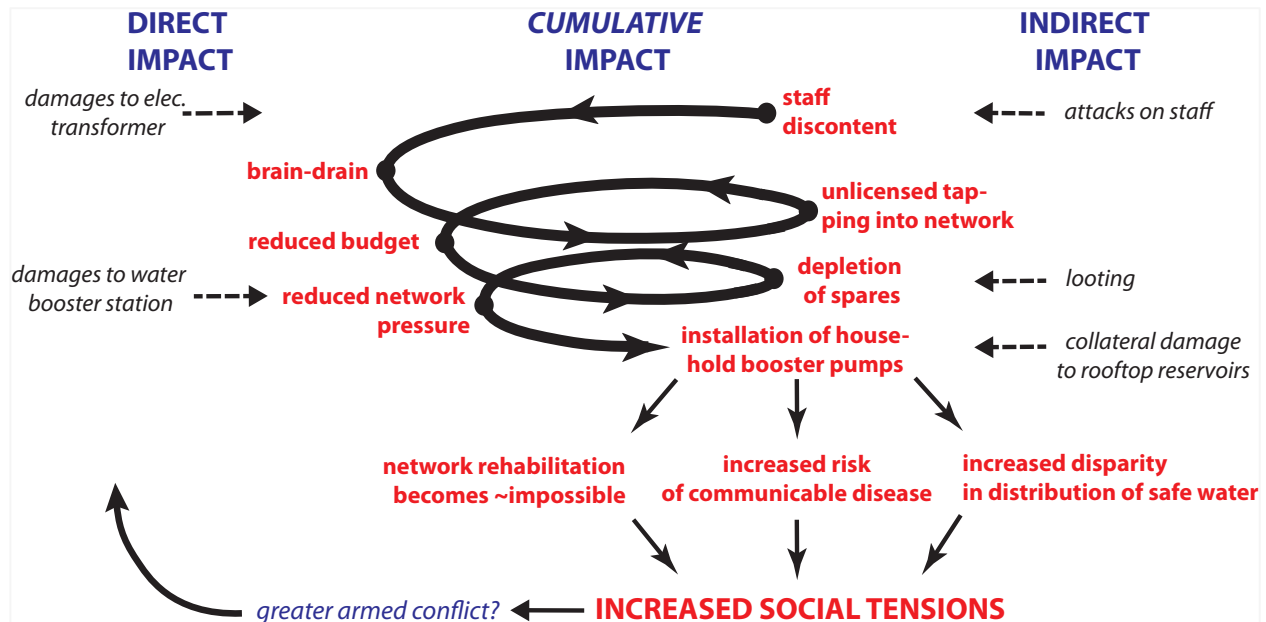 DIRECT
IMPACT
CUMULATIVE
IMPACT
INDIRECT
IMPACT
damages to elec.
transformer
staff
discontent
attacks on staff
brain-drain
unlicensed tap-
ping into network
reduced budget
damages to water
booster station
reduced network
pressure
depletion
of spares
looting
installation of house-
hold booster pumps
collateral damage
to rooftop reservoirs
network rehabilitation
becomes ~impossible
increased risk
of communicable disease
increased disparity
in distribution of safe water
greater armed conflict?
INCREASED SOCIAL TENSIONS